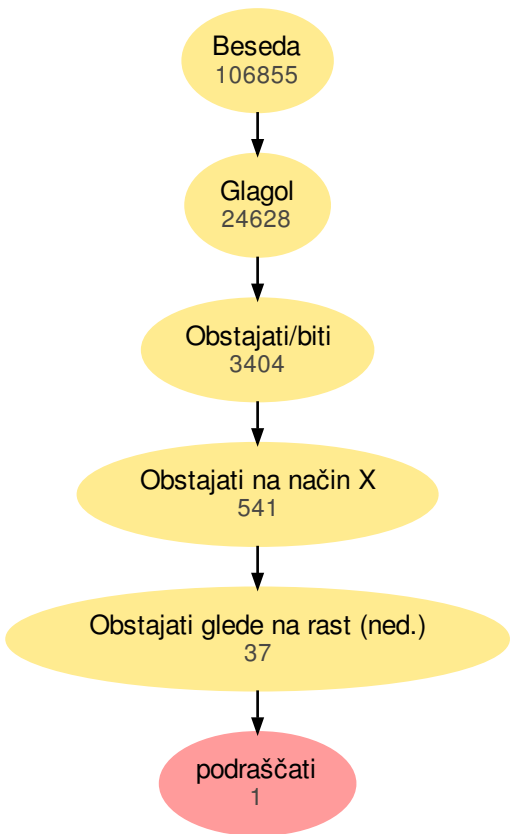 Beseda
106855
Glagol
24628
Obstajati/biti
3404
Obstajati na način X
541
Obstajati glede na rast (ned.)
37
podraščati
1